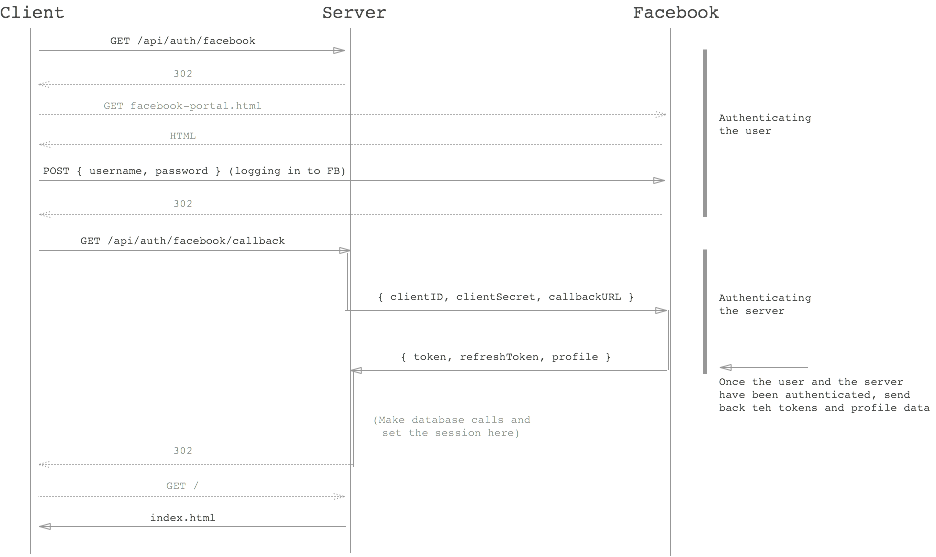 Client Server Facebook
GET /api/auth/facebook
302
GET facebook-portal.html
HTML
Authenticating
the user
POST { username, password } (logging in to FB)
302
GET /api/auth/facebook/callback
{ clientID, clientSecret, callbackURL }
Authenticating
the server
{ token, refreshToken, profile }
Once the user and the server
have been authenticated, send
back teh tokens and profile data
(Make database calls and
set the session here)
302
GET /
index.html